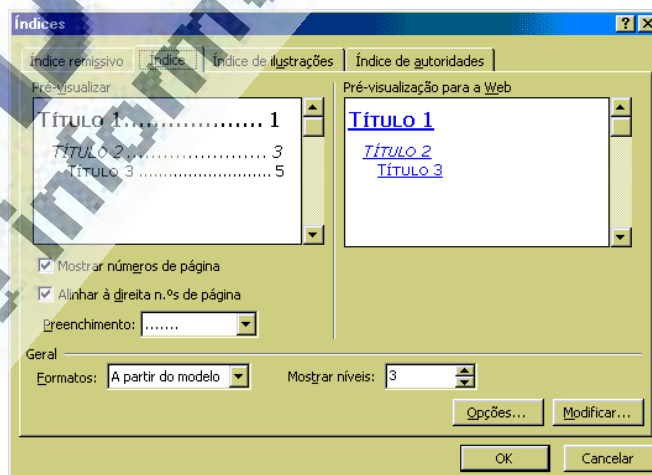 Índices
Índice remissivo Índice Índice de ilustrações Índice de autoridades
Pré-visualizar Pré-visualização para a Web
TÍTULO 1................... 1
TÍTULO 2........................ 3
TÍTULO 3............................ 5
TÍTULO 1
TÍTULO 2
TÍTULO 3
Mostrar números de página
Alinhar à direita n.ºs de página
Preenchimento: .......
Geral
Formatos: A partir do modelo Mostrar níveis: 3
Opções... Modificar...
OK Cancelar